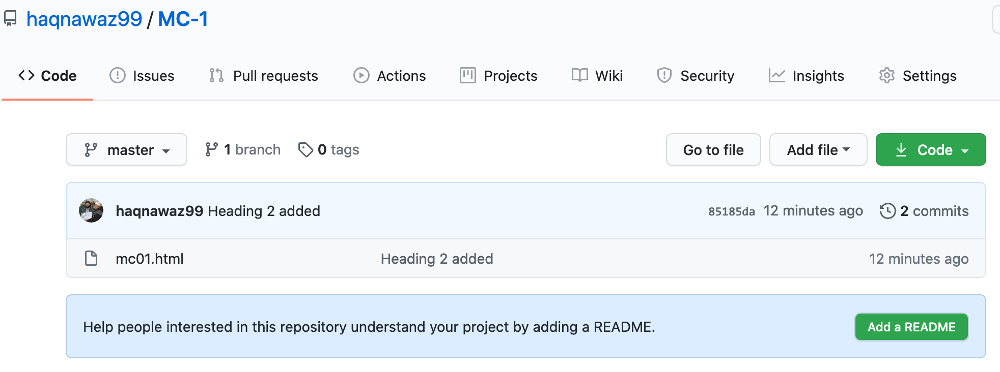 haqnawaz99 / MC-1
Code Issues Pull requests Actions Projects Wiki Security Insights Settings
master 1 branch 0 tags Go to file Add file Code
haqnawaz99 Heading 2 added 85185da 12 minutes ago 2 commits
mc01.html Heading 2 added 12 minutes ago
Help people interested in this repository understand your project by adding a README. Add a README